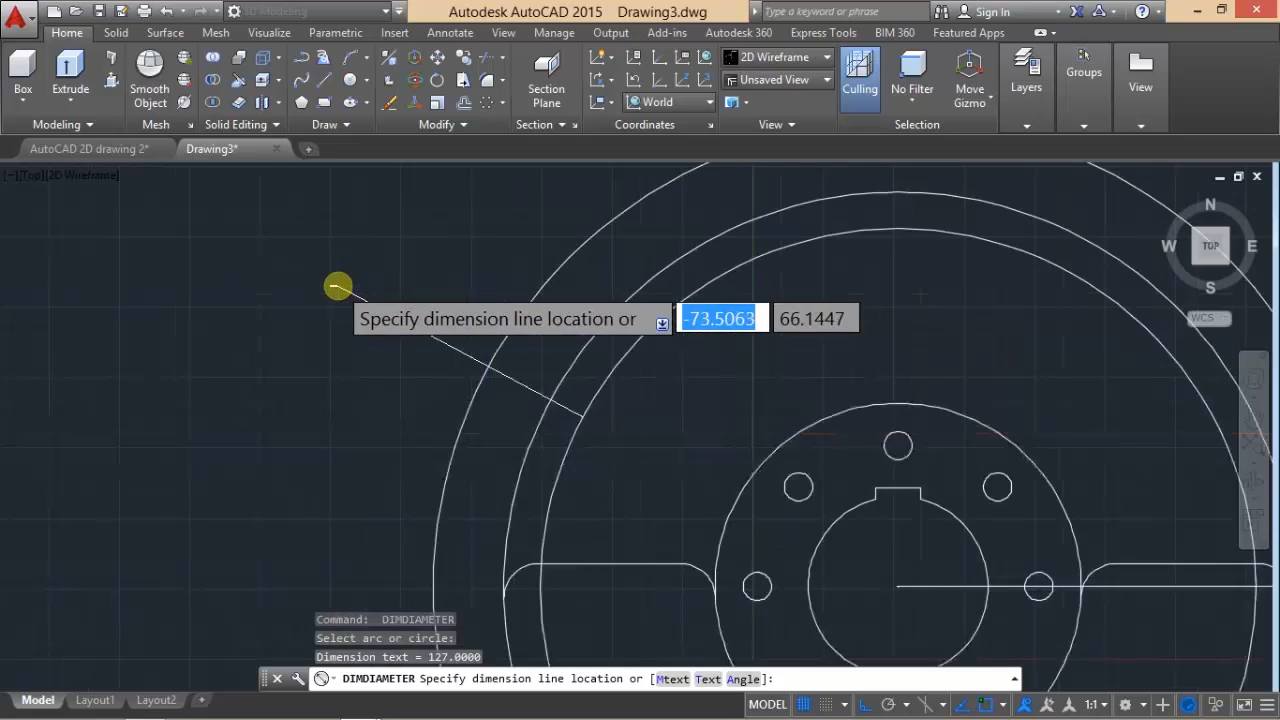 3D Modeling
Autodesk AutoCAD 2015 Drawing3.dwg
Type a keyword or phrase
Sign In
Home Solid Surface Mesh Visualize Parametric Insert Annotate View Manage Output Add-ins Autodesk 360 Express Tools BIM 360 Featured Apps
Box
Extrude
Smooth Object
Section Plane
World
2D Wireframe
Unsaved View
Culling
No Filter
Move Gizmo
Layers
Groups
View
Modeling Mesh Solid Editing Draw Modify Section Coordinates View Selection
AutoCAD 2D drawing 2* Drawing3*
[−][Top][2D Wireframe]
N
W TOP E
S
WCS
Specify dimension line location or -73.5063 66.1447
Command: DIMDIAMETER
Select arc or circle:
Dimension text = 127.0000
DIMDIAMETER Specify dimension line location or [Mtext Text Angle]:
Model Layout1 Layout2 +
MODEL 1:1